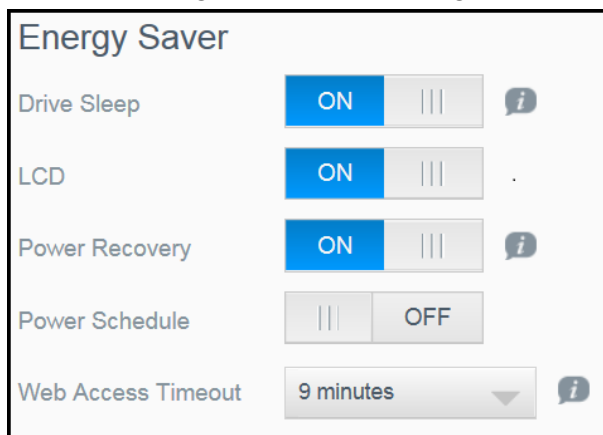 Energy Saver
Drive Sleep ON i
LCD ON .
Power Recovery ON i
Power Schedule OFF
Web Access Timeout 9 minutes i